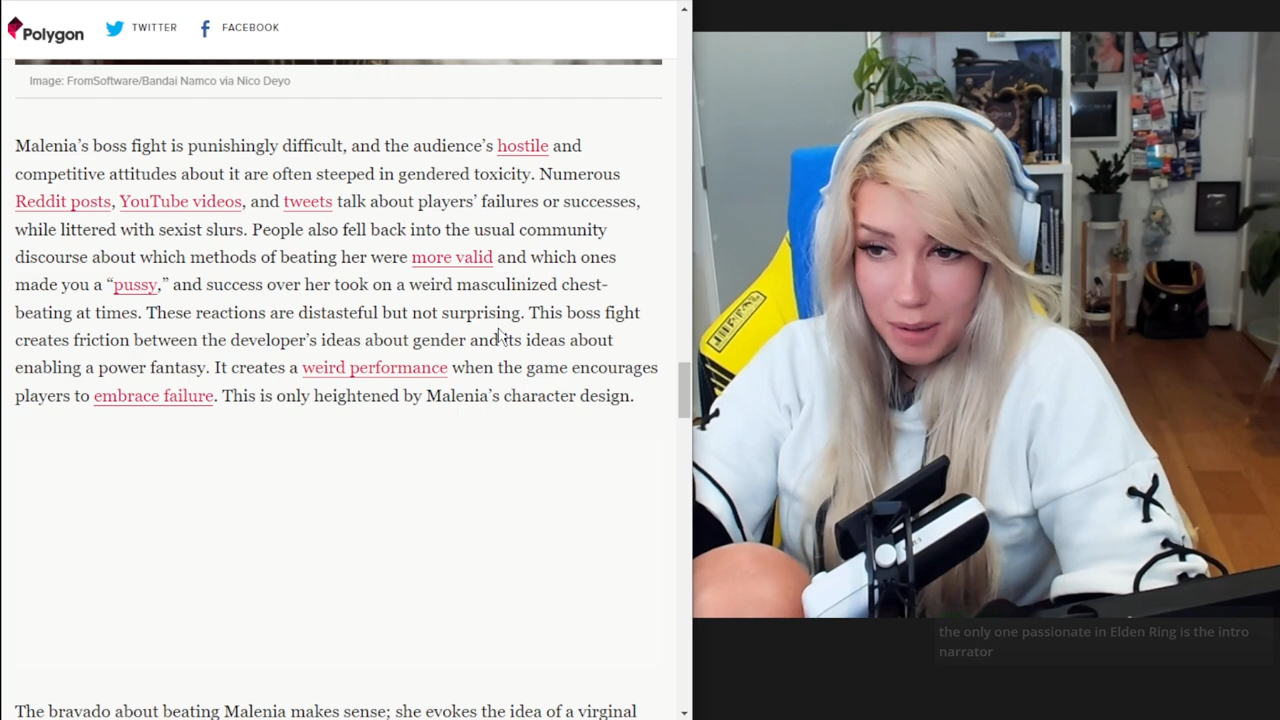 Polygon
TWITTER
FACEBOOK
Image: FromSoftware/Bandai Namco via Nico Deyo
Malenia’s boss fight is punishingly difficult, and the audience’s hostile and
competitive attitudes about it are often steeped in gendered toxicity. Numerous
Reddit posts, YouTube videos, and tweets talk about players’ failures or successes,
while littered with sexist slurs. People also fell back into the usual community
discourse about which methods of beating her were more valid and which ones
made you a “pussy,” and success over her took on a weird masculinized chest-
beating at times. These reactions are distasteful but not surprising. This boss fight
creates friction between the developer’s ideas about gender and its ideas about
enabling a power fantasy. It creates a weird performance when the game encourages
players to embrace failure. This is only heightened by Malenia’s character design.
The bravado about beating Malenia makes sense; she evokes the idea of a virginal
the only one passionate in Elden Ring is the intro
narrator